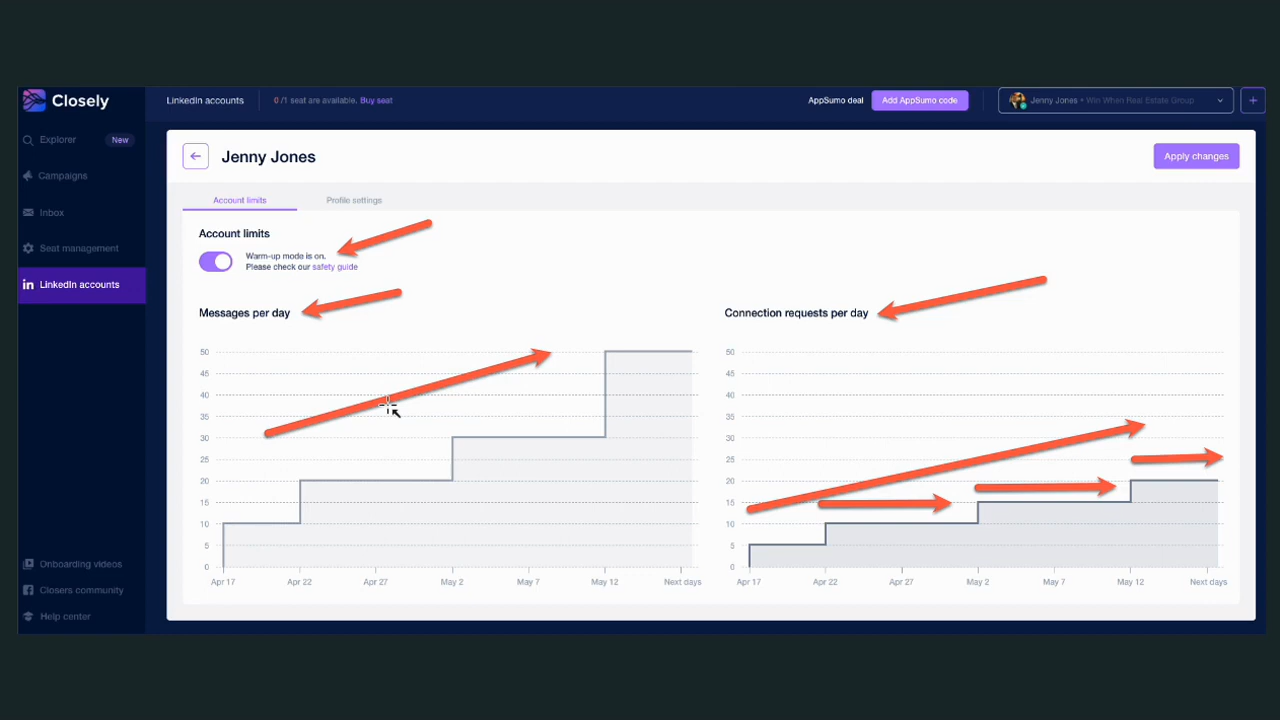 Closely
LinkedIn accounts
0 /1 seat are available. Buy seat
AppSumo deal
Add AppSumo code
Jenny Jones • Win When Real Estate Group
+
Explorer
New
Campaigns
Inbox
Seat management
in LinkedIn accounts
Onboarding videos
Closers community
Help center
Jenny Jones
Apply changes
Account limits
Profile settings
Account limits
Warm-up mode is on.
Please check our safety guide
Messages per day
50
45
40
35
30
25
20
15
10
5
0
Apr 17
Apr 22
Apr 27
May 2
May 7
May 12
Next days
Connection requests per day
50
45
40
35
30
25
20
15
10
5
0
Apr 17
Apr 22
Apr 27
May 2
May 7
May 12
Next days